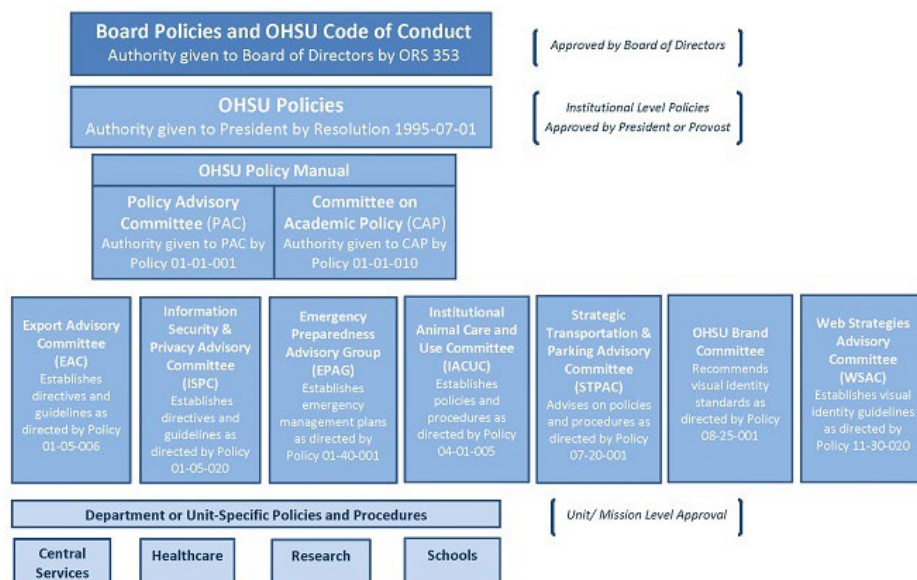 Board Policies and OHSU Code of Conduct
Authority given to Board of Directors by ORS 353
Approved by Board of Directors
OHSU Policies
Authority given to President by Resolution 1995-07-01
Institutional Level Policies
Approved by President or Provost
OHSU Policy Manual
Policy Advisory
Committee (PAC)
Authority given to PAC by
Policy 01-01-001
Committee on
Academic Policy (CAP)
Authority given to CAP by
Policy 01-01-010
Export Advisory
Committee
(EAC)
Establishes
directives and
guidelines as
directed by Policy
01-05-006
Information
Security &
Privacy Advisory
Committee
(ISPC)
Establishes
directives and
guidelines as
directed by Policy
01-05-020
Emergency
Preparedness
Advisory Group
(EPAG)
Establishes
emergency
management plans
as directed by
Policy 01-40-001
Institutional
Animal Care and
Use Committee
(IACUC)
Establishes
policies and
procedures as
directed by Policy
04-01-005
Strategic
Transportation &
Parking Advisory
Committee
(STPAC)
Advises on policies
and procedures as
directed by Policy
07-20-001
OHSU Brand
Committee
Recommends
visual identity
standards as
directed by Policy
08-25-001
Web Strategies
Advisory
Committee
(WSAC)
Establishes visual
identity guidelines
as directed by
Policy 11-30-020
Department or Unit-Specific Policies and Procedures
Unit/ Mission Level Approval
Central
Services
Healthcare
Research
Schools